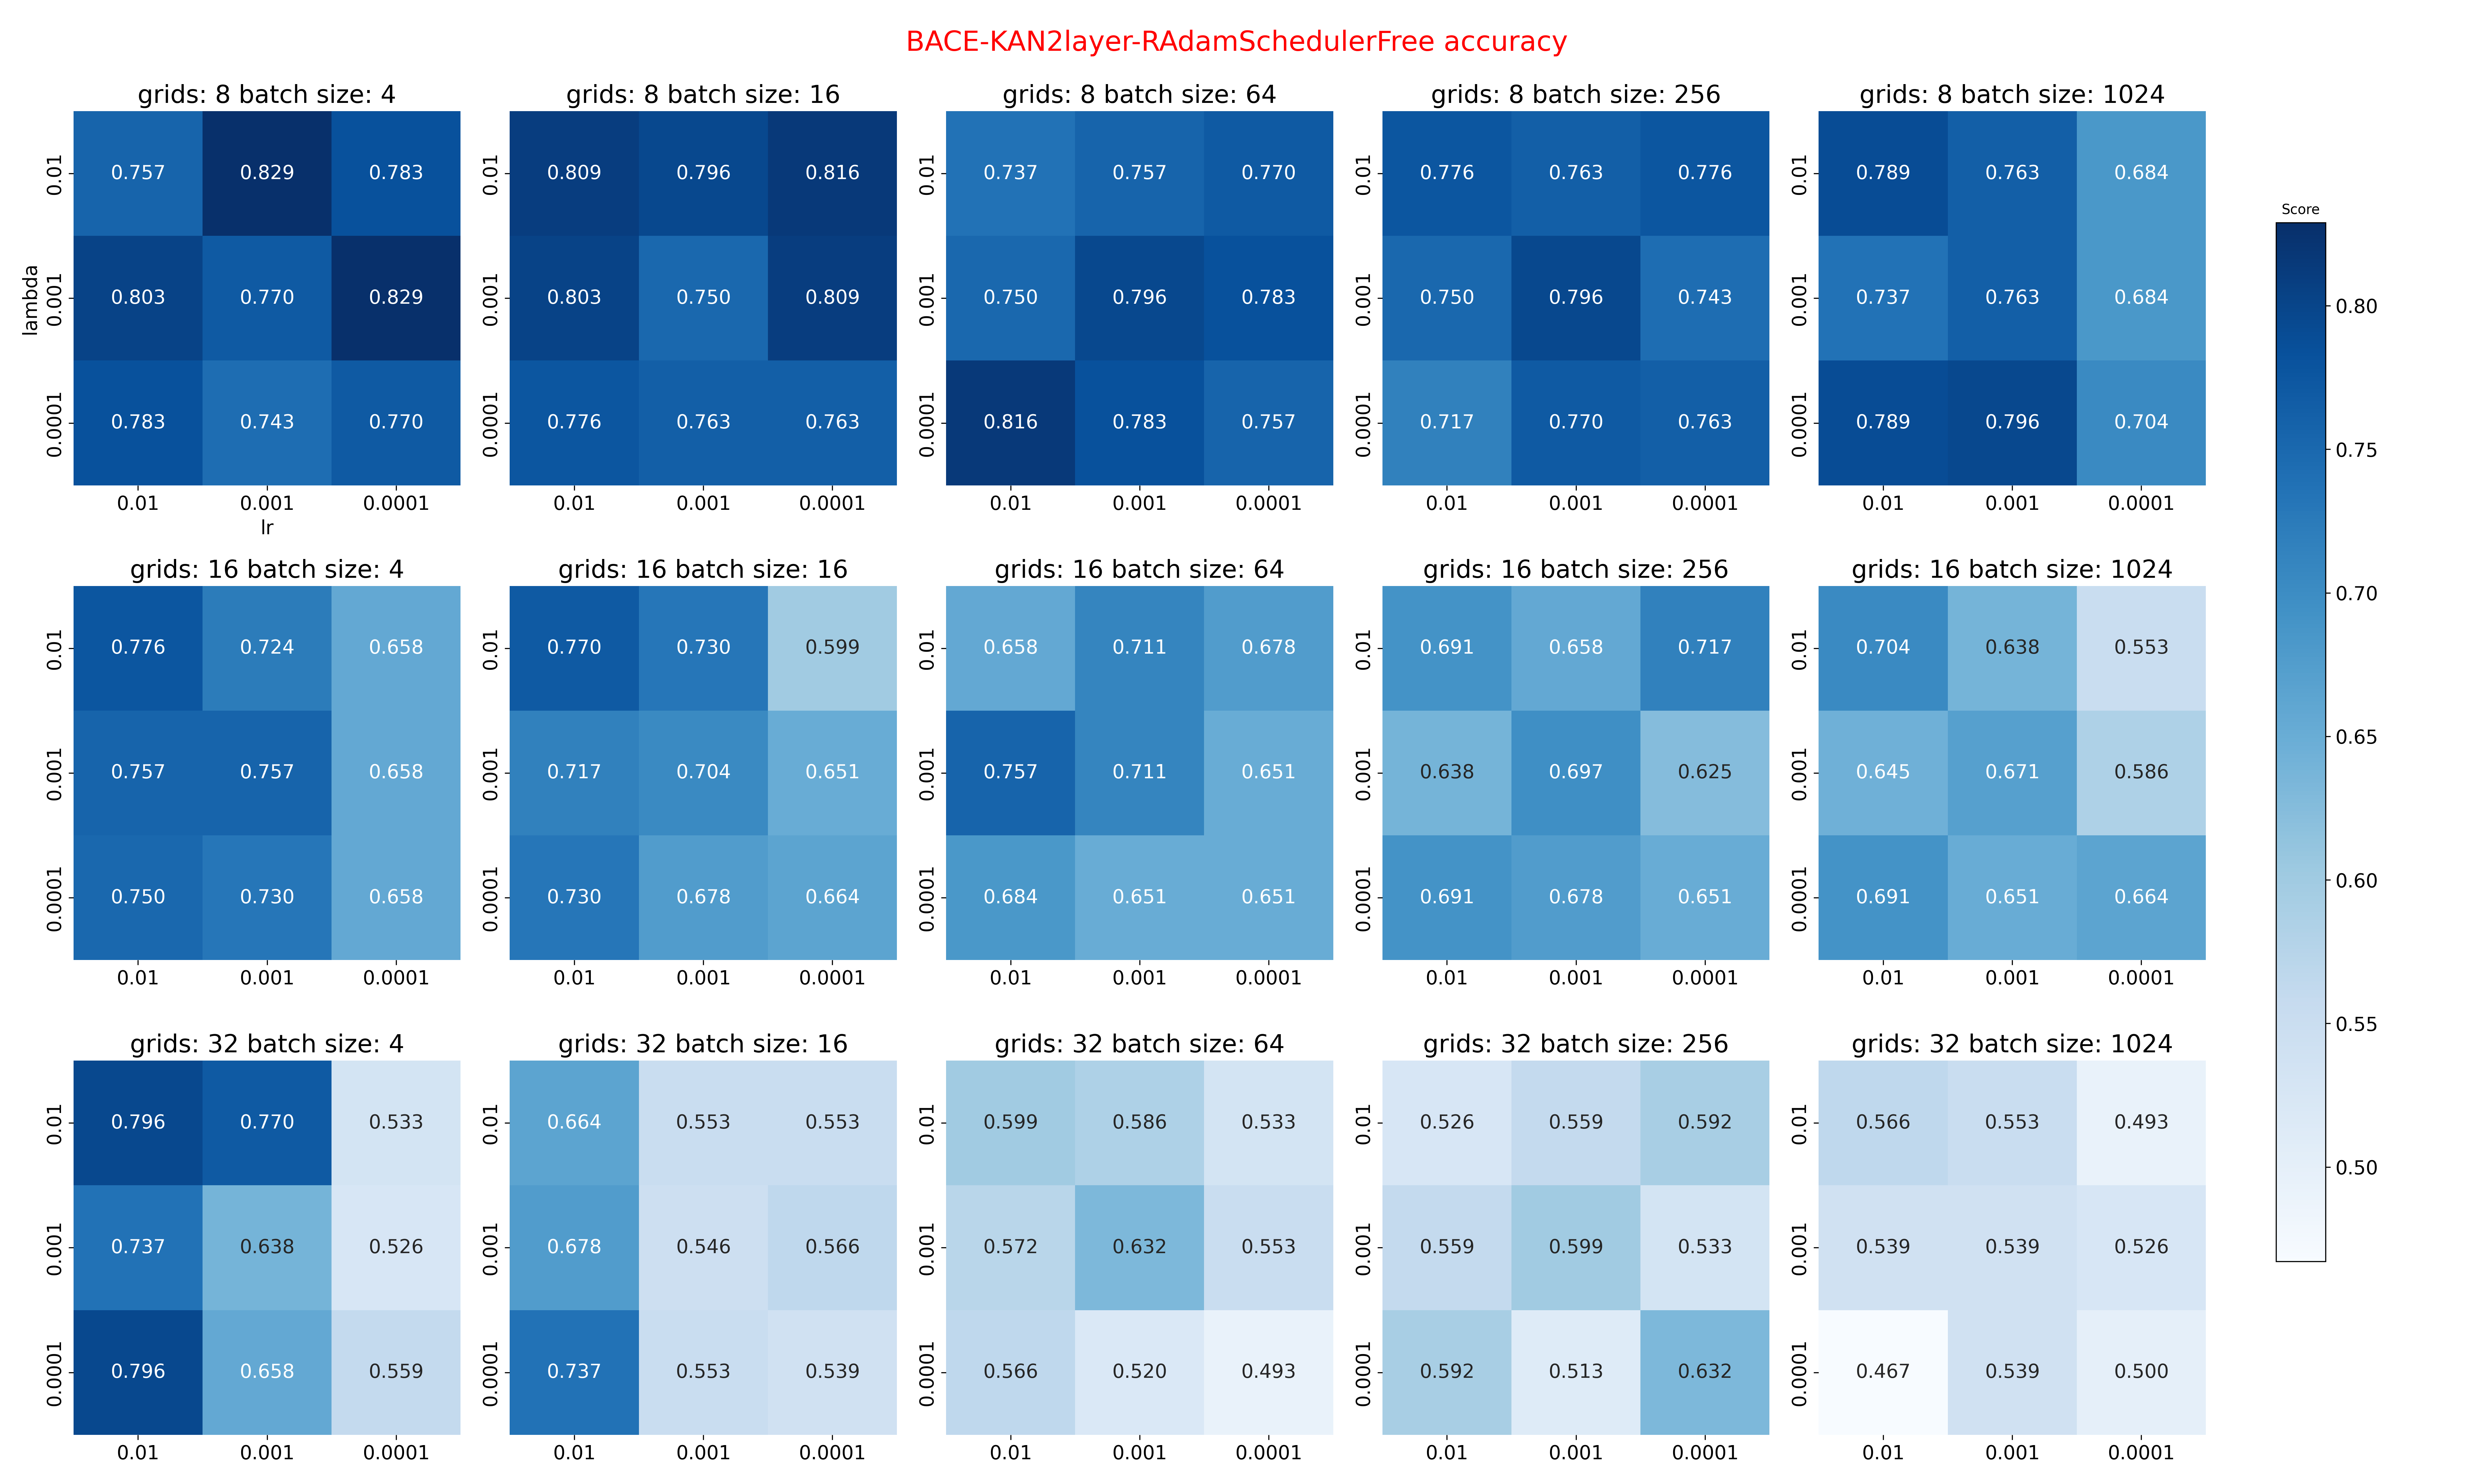 BACE-KAN2layer-RAdamSchedulerFree accuracy
grids: 8 batch size: 4
grids: 8 batch size: 16
grids: 8 batch size: 64
grids: 8 batch size: 256
grids: 8 batch size: 1024
Score
0.01 0.757 0.829 0.783 0.01 0.809 0.796 0.816 0.01 0.737 0.757 0.770 0.01 0.776 0.763 0.776 0.01 0.789 0.763 0.684
lambda
0.001 0.803 0.770 0.829 0.001 0.803 0.750 0.809 0.001 0.750 0.796 0.783 0.001 0.750 0.796 0.743 0.001 0.737 0.763 0.684
0.0001 0.783 0.743 0.770 0.0001 0.776 0.763 0.763 0.0001 0.816 0.783 0.757 0.0001 0.717 0.770 0.763 0.0001 0.789 0.796 0.704
0.01 0.001 0.0001 0.01 0.001 0.0001 0.01 0.001 0.0001 0.01 0.001 0.0001 0.01 0.001 0.0001
lr
grids: 16 batch size: 4
grids: 16 batch size: 16
grids: 16 batch size: 64
grids: 16 batch size: 256
grids: 16 batch size: 1024
0.01 0.776 0.724 0.658 0.01 0.770 0.730 0.599 0.01 0.658 0.711 0.678 0.01 0.691 0.658 0.717 0.01 0.704 0.638 0.553
0.001 0.757 0.757 0.658 0.001 0.717 0.704 0.651 0.001 0.757 0.711 0.651 0.001 0.638 0.697 0.625 0.001 0.645 0.671 0.586
0.0001 0.750 0.730 0.658 0.0001 0.730 0.678 0.664 0.0001 0.684 0.651 0.651 0.0001 0.691 0.678 0.651 0.0001 0.691 0.651 0.664
0.01 0.001 0.0001 0.01 0.001 0.0001 0.01 0.001 0.0001 0.01 0.001 0.0001 0.01 0.001 0.0001
grids: 32 batch size: 4
grids: 32 batch size: 16
grids: 32 batch size: 64
grids: 32 batch size: 256
grids: 32 batch size: 1024
0.01 0.796 0.770 0.533 0.01 0.664 0.553 0.553 0.01 0.599 0.586 0.533 0.01 0.526 0.559 0.592 0.01 0.566 0.553 0.493
0.001 0.737 0.638 0.526 0.001 0.678 0.546 0.566 0.001 0.572 0.632 0.553 0.001 0.559 0.599 0.533 0.001 0.539 0.539 0.526
0.0001 0.796 0.658 0.559 0.0001 0.737 0.553 0.539 0.0001 0.566 0.520 0.493 0.0001 0.592 0.513 0.632 0.0001 0.467 0.539 0.500
0.01 0.001 0.0001 0.01 0.001 0.0001 0.01 0.001 0.0001 0.01 0.001 0.0001 0.01 0.001 0.0001
0.80
0.75
0.70
0.65
0.60
0.55
0.50